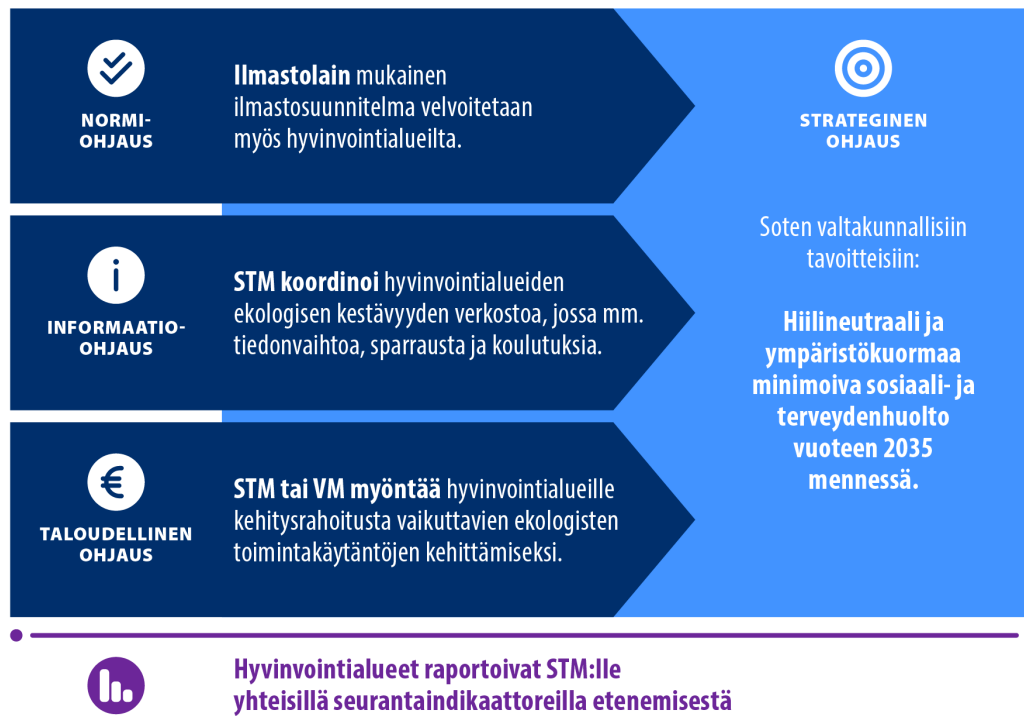 NORMI-
OHJAUS
Ilmastolain mukainen
ilmastosuunnitelma velvoitetaan
myös hyvinvointialueilta.
INFORMAATIO-
OHJAUS
STM koordinoi hyvinvointialueiden
ekologisen kestävyyden verkostoa, jossa mm.
tiedonvaihtoa, sparrausta ja koulutuksia.
€
TALOUDELLINEN
OHJAUS
STM tai VM myöntää hyvinvointialueille
kehitysrahoitusta vaikuttavien ekologisten
toimintakäytäntöjen kehittämiseksi.
STRATEGINEN
OHJAUS
Soten valtakunnallisiin
tavoitteisiin:
Hiilineutraali ja
ympäristökuormaa
minimoiva sosiaali- ja
terveydenhuolto
vuoteen 2035
mennessä.
Hyvinvointialueet raportoivat STM:lle
yhteisillä seurantaindikaattoreilla etenemisestä